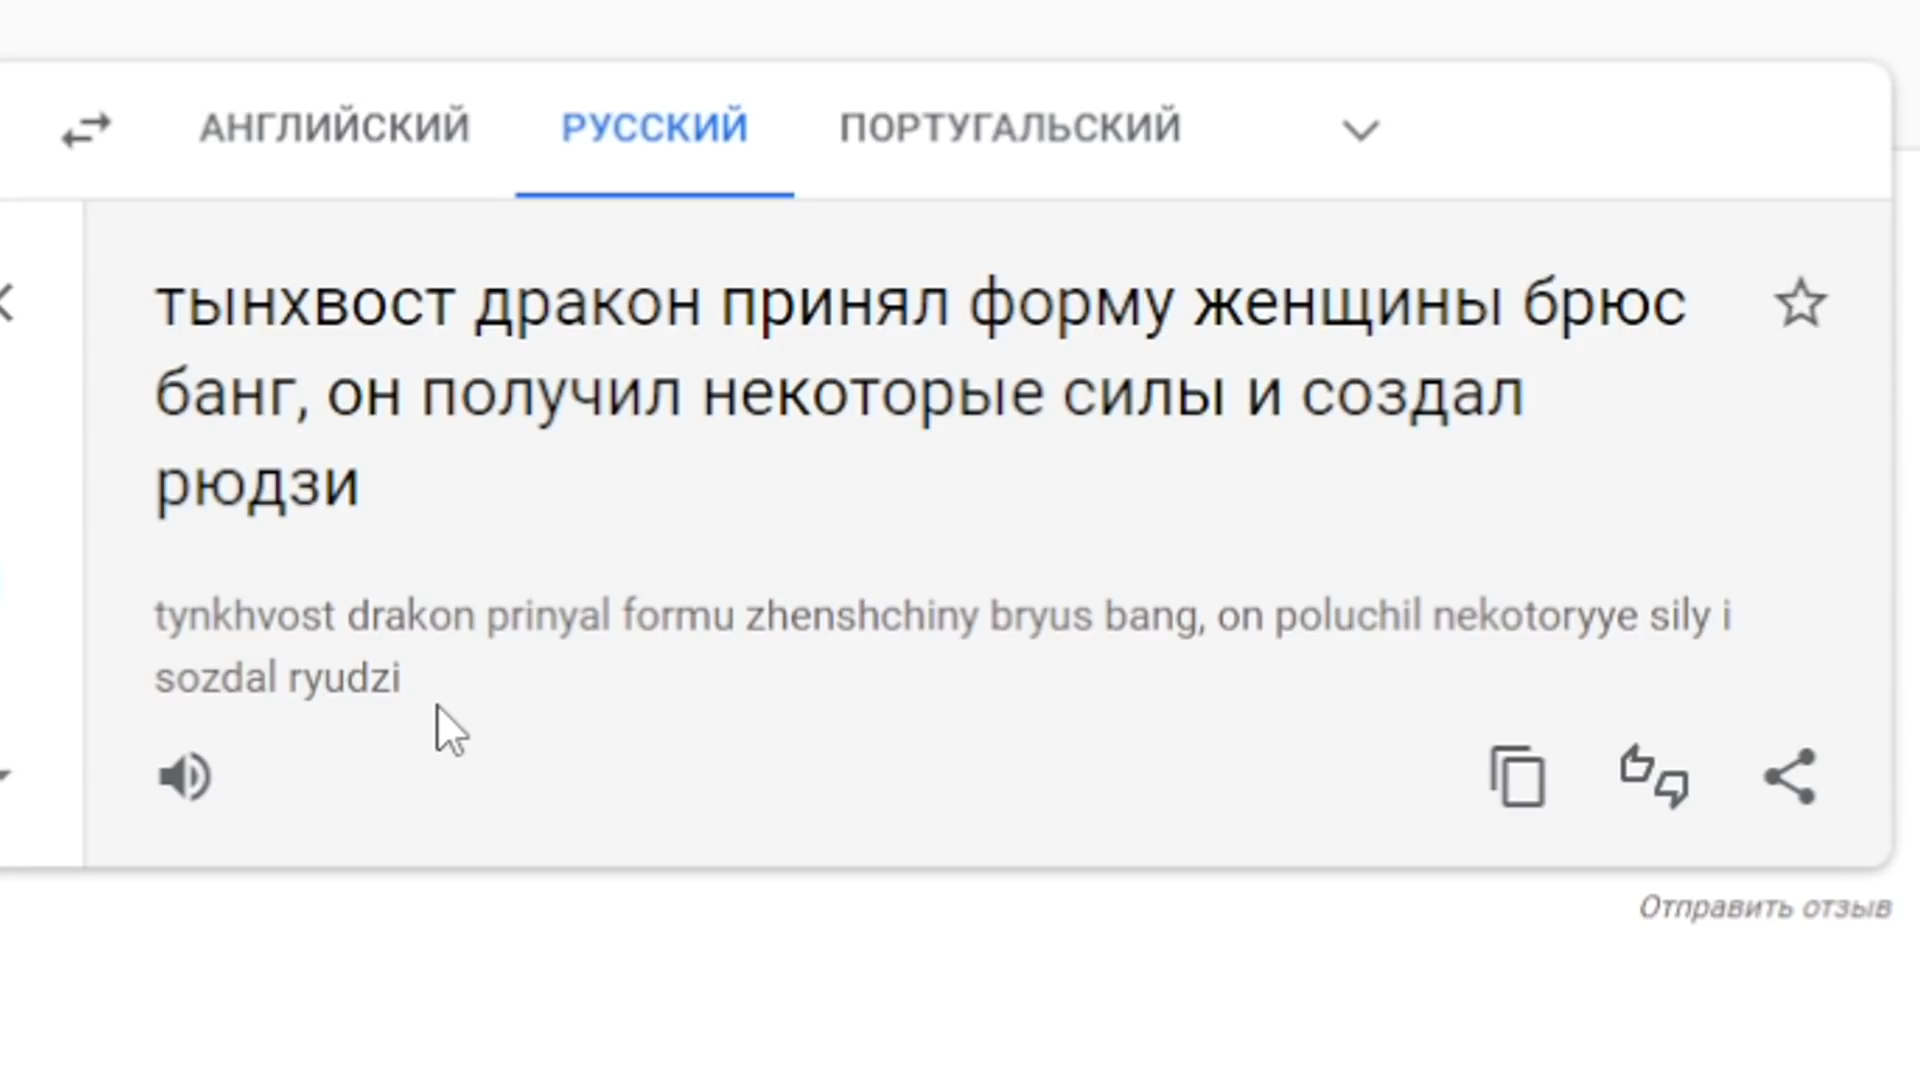 АНГЛИЙСКИЙ РУССКИЙ ПОРТУГАЛЬСКИЙ
тынхвост дракон принял форму женщины брюс
банг, он получил некоторые силы и создал
рюдзи
tynkhvost drakon prinyal formu zhenshchiny bryus bang, on poluchil nekotoryye sily i
sozdal ryudzi
Отправить отзыв